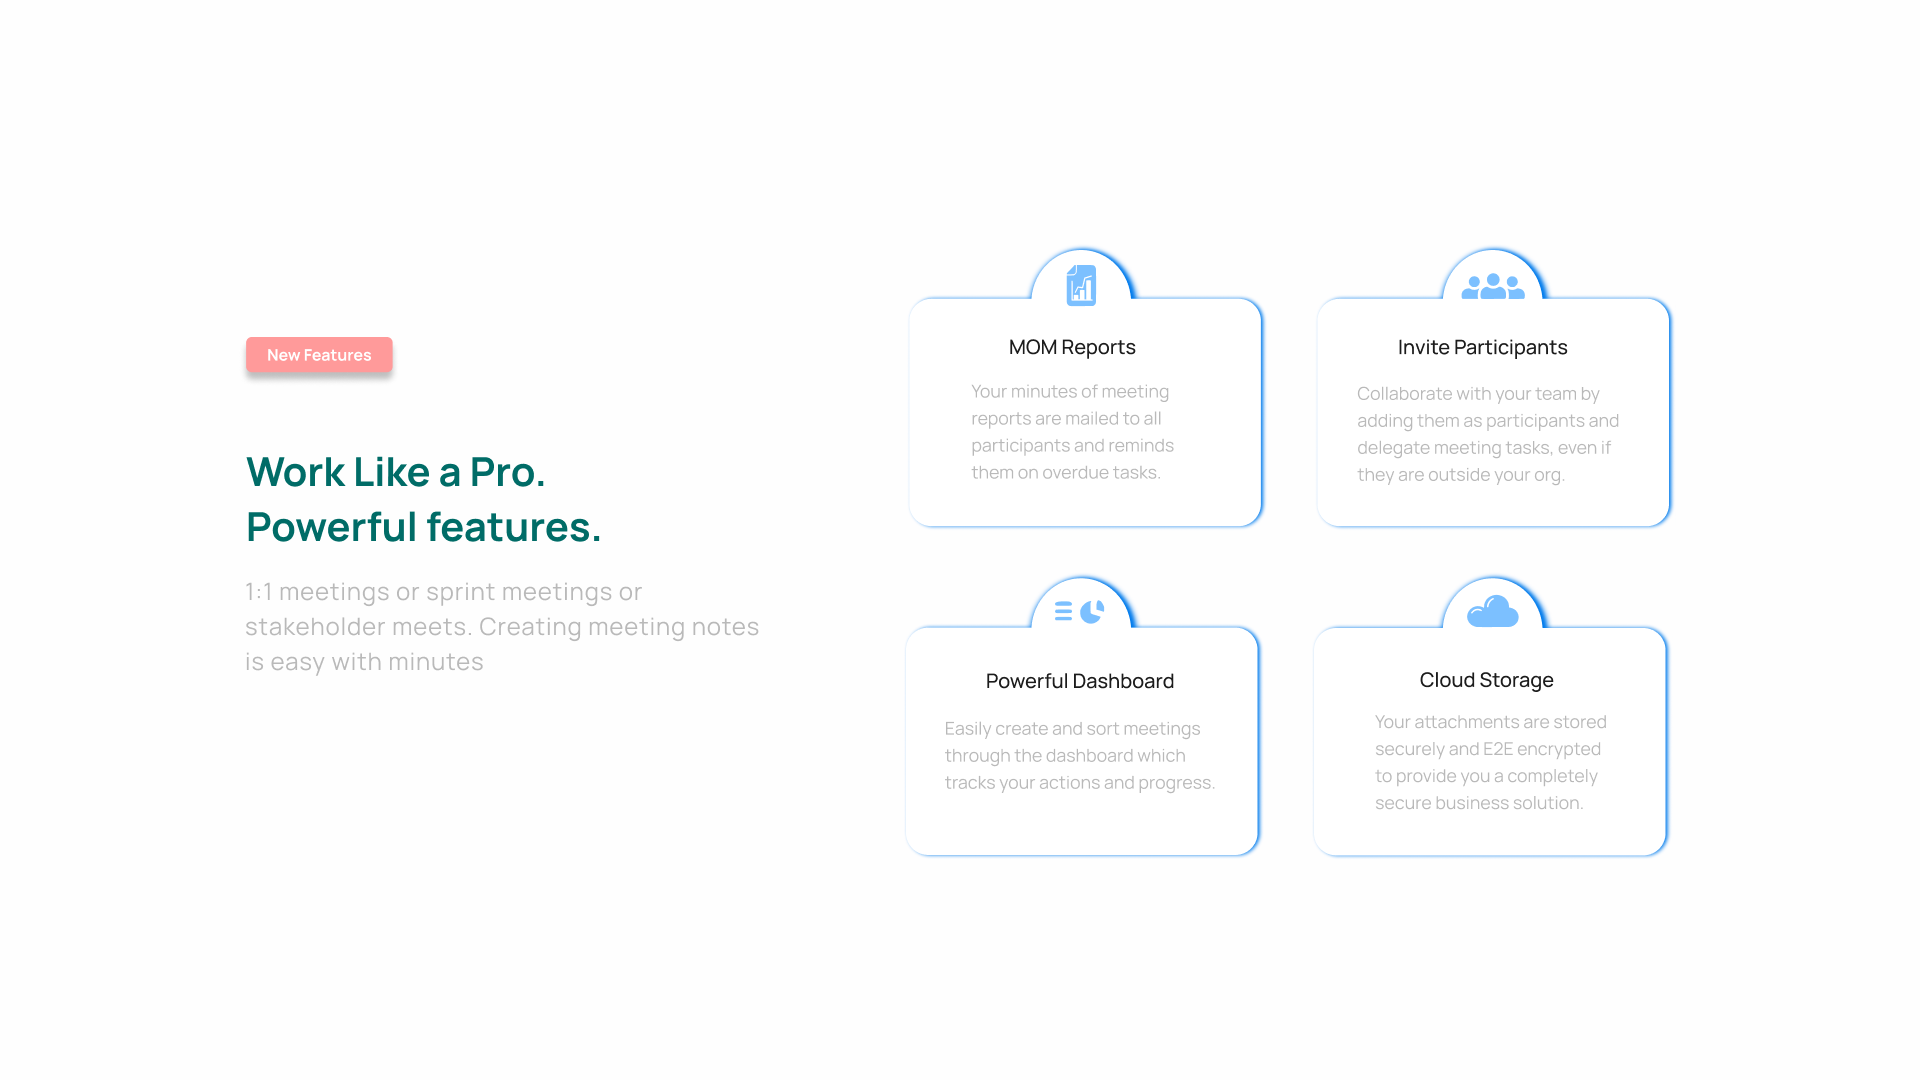 New Features
Work Like a Pro.
Powerful features.
1:1 meetings or sprint meetings or
stakeholder meets. Creating meeting notes
is easy with minutes
MOM Reports
Your minutes of meeting
reports are mailed to all
participants and reminds
them on overdue tasks.
Invite Participants
Collaborate with your team by
adding them as participants and
delegate meeting tasks, even if
they are outside your org.
Powerful Dashboard
Easily create and sort meetings
through the dashboard which
tracks your actions and progress.
Cloud Storage
Your attachments are stored
securely and E2E encrypted
to provide you a completely
secure business solution.